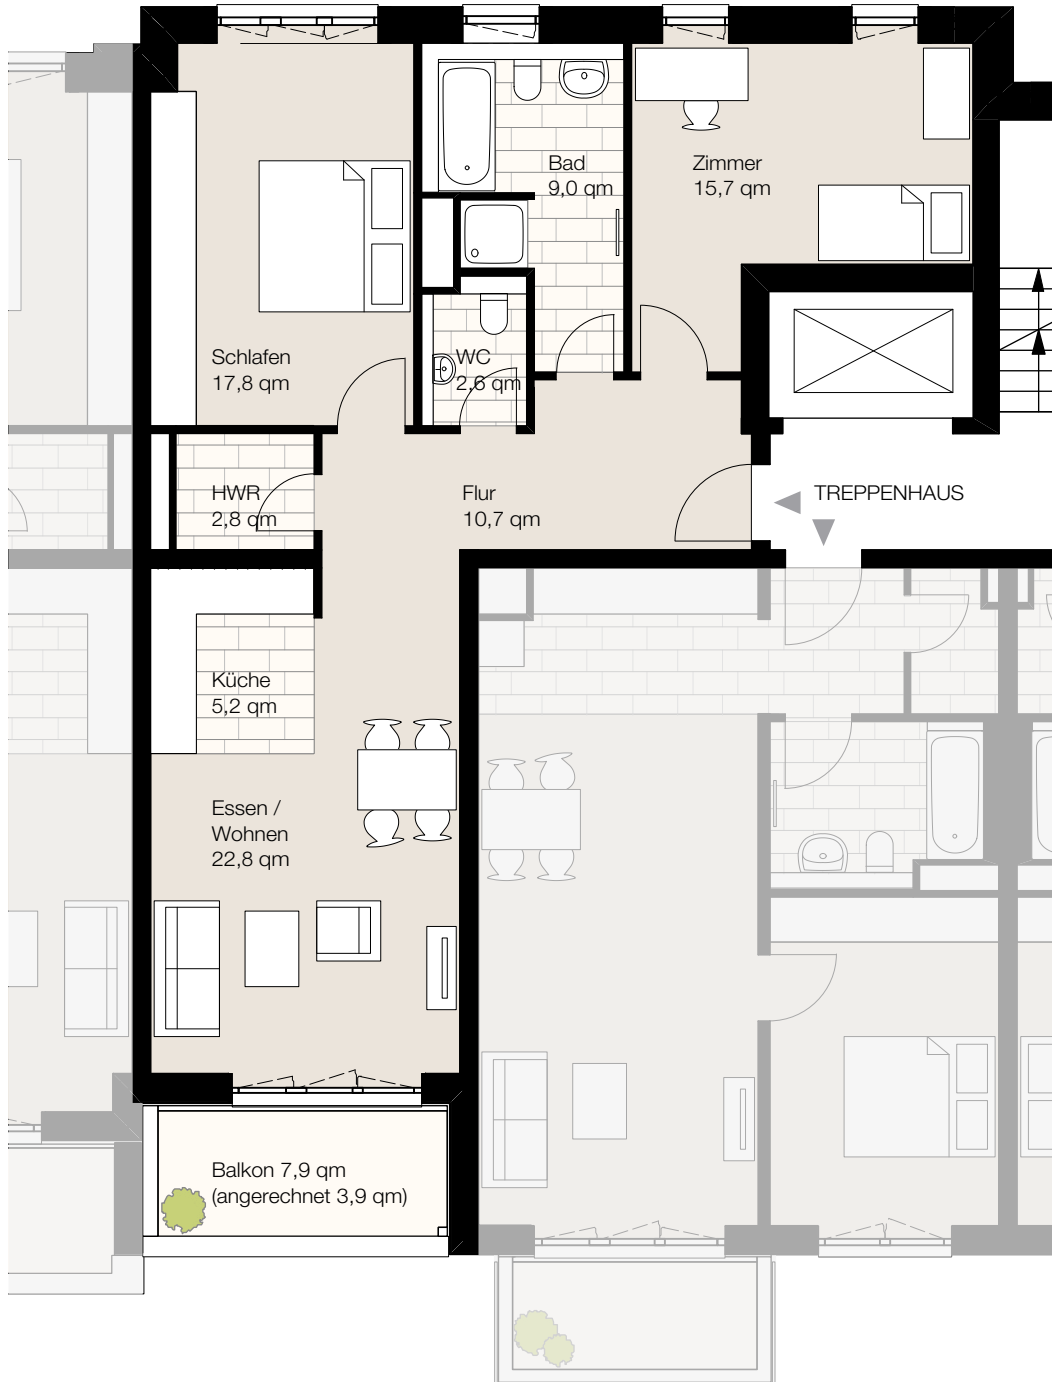 Bad
9,0 qm
Zimmer
15,7 qm
Schlafen
17,8 qm
WC
2,6 qm
HWR
2,8 qm
Flur
10,7 qm
TREPPENHAUS
Küche
5,2 qm
Essen /
Wohnen
22,8 qm
Balkon 7,9 qm
(angerechnet 3,9 qm)